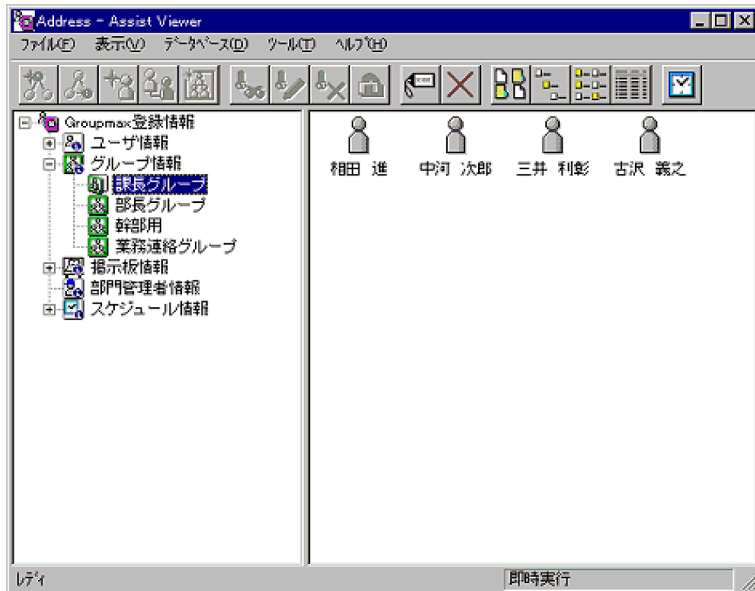 Address - Assist Viewer
ファイル(F) 表示(V) データベース(D) ツール(T) ヘルプ(H)
Groupmax登録情報
ユーザ情報
グループ情報
課長グループ
部長グループ
幹部用
業務連絡グループ
掲示板情報
部門管理者情報
スケジュール情報
相田 進 中河 次郎 三井 利彰 古沢 義之
レディ 即時実行